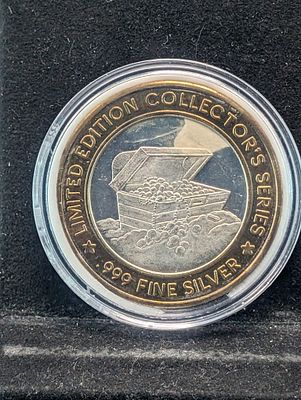 LIMITED EDITION COLLECTOR'S SERIES
.999 FINE SILVER